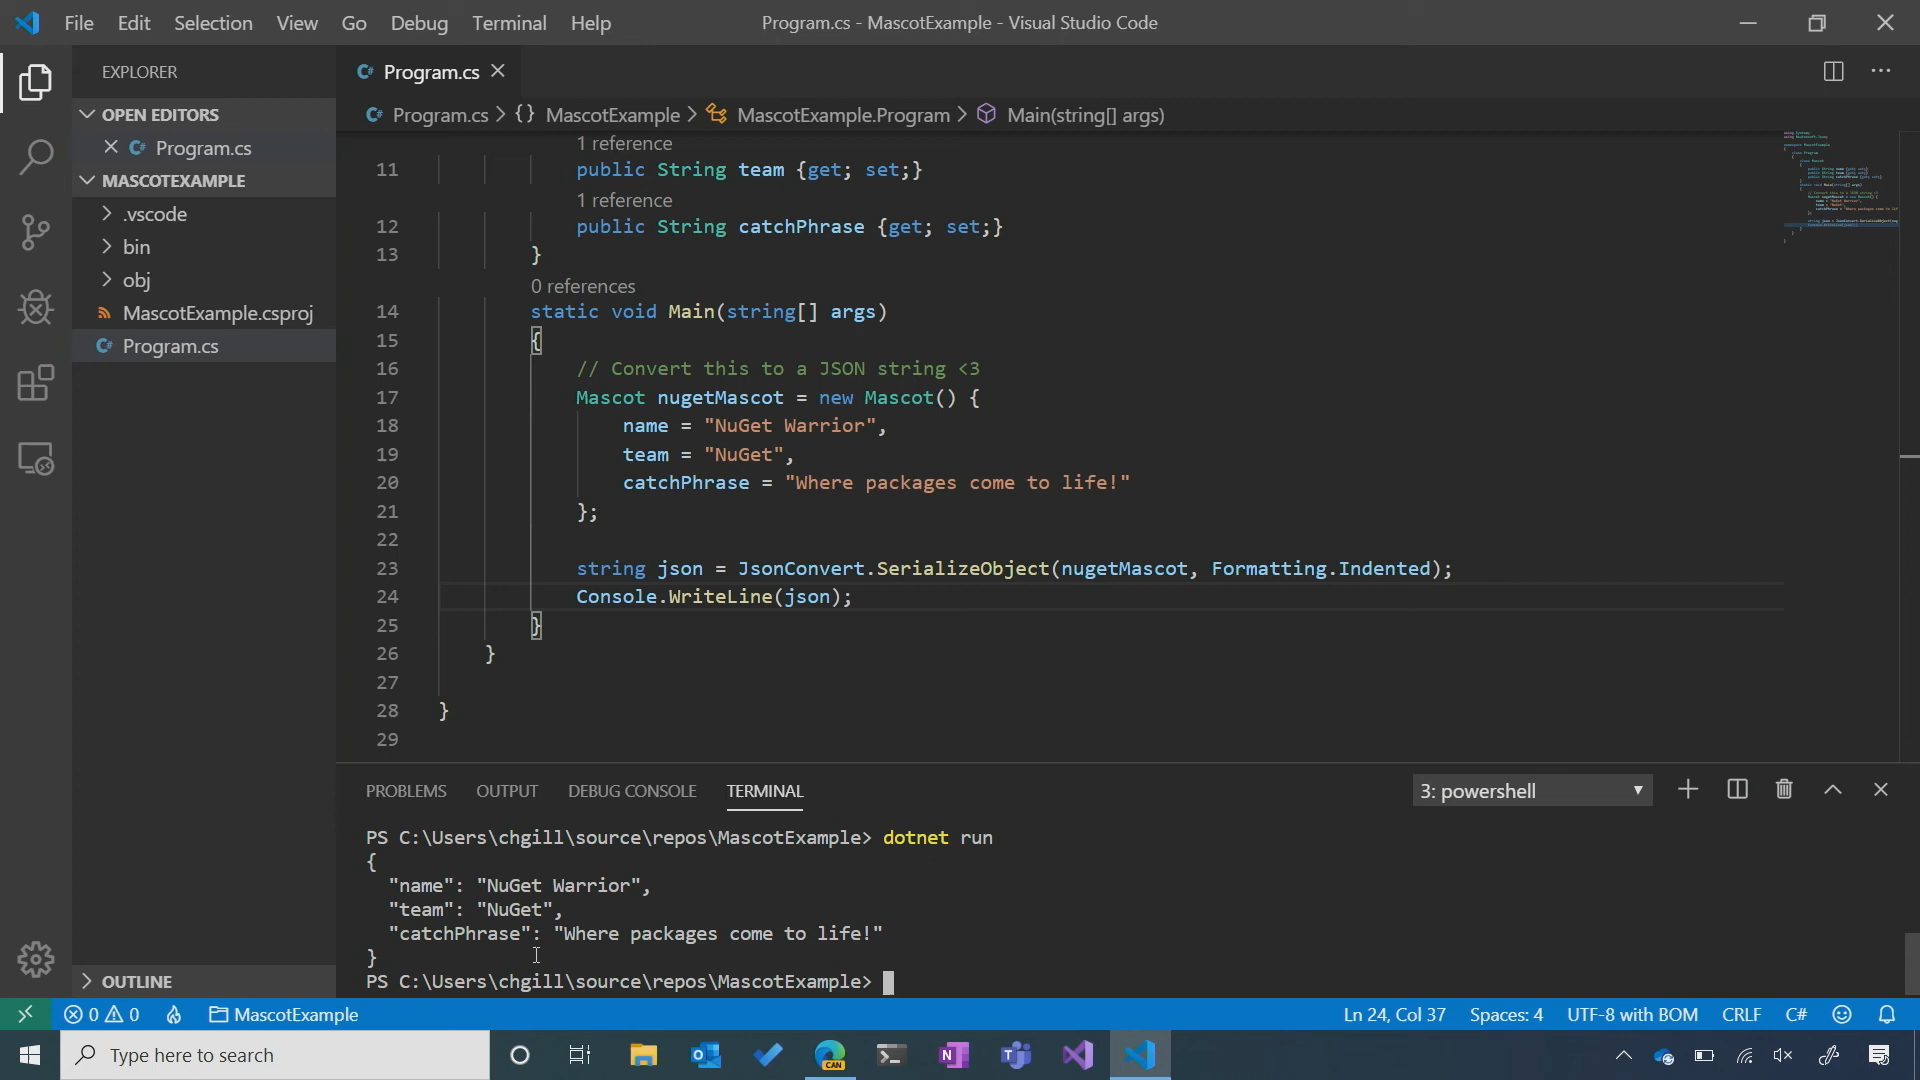 File Edit Selection View Go Debug Terminal Help
Program.cs - MascotExample - Visual Studio Code
EXPLORER
OPEN EDITORS
Program.cs
MASCOTEXAMPLE
.vscode
bin
obj
MascotExample.csproj
Program.cs
OUTLINE
Program.cs
Program.cs > {} MascotExample > MascotExample.Program > Main(string[] args)
1 reference
11 public String team {get; set;}
1 reference
12 public String catchPhrase {get; set;}
13 }
0 references
14 static void Main(string[] args)
15 {
16 // Convert this to a JSON string <3
17 Mascot nugetMascot = new Mascot() {
18 name = "NuGet Warrior",
19 team = "NuGet",
20 catchPhrase = "Where packages come to life!"
21 };
22
23 string json = JsonConvert.SerializeObject(nugetMascot, Formatting.Indented);
24 Console.WriteLine(json);
25 }
26 }
27
28 }
29
PROBLEMS OUTPUT DEBUG CONSOLE TERMINAL
3: powershell
PS C:\Users\chgill\source\repos\MascotExample> dotnet run
{
"name": "NuGet Warrior",
"team": "NuGet",
"catchPhrase": "Where packages come to life!"
}
PS C:\Users\chgill\source\repos\MascotExample>
0 0 MascotExample
Ln 24, Col 37 Spaces: 4 UTF-8 with BOM CRLF C#
Type here to search
CAN